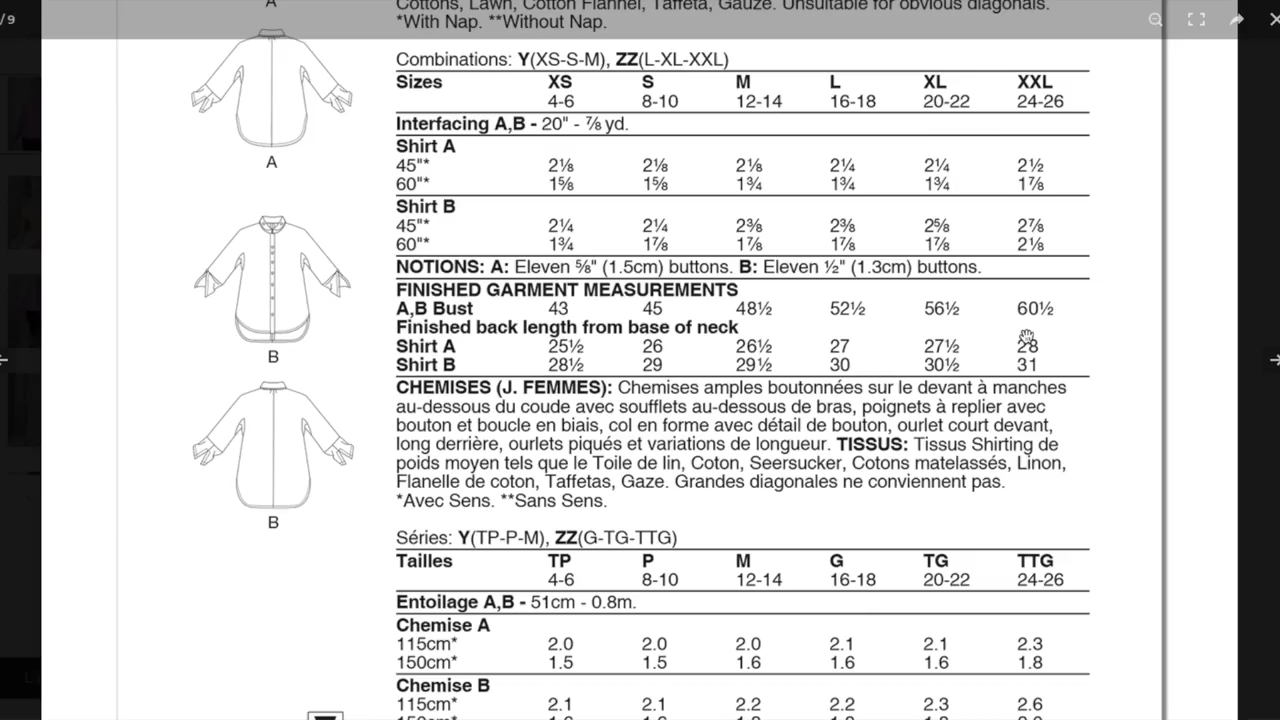 / 9
A
Cottons, Lawn, Cotton Flannel, Taffeta, Gauze. Unsuitable for obvious diagonals.
*With Nap. **Without Nap.
Combinations: Y(XS-S-M), ZZ(L-XL-XXL)
Sizes XS S M L XL XXL
4-6 8-10 12-14 16-18 20-22 24-26
Interfacing A,B - 20" - ⅞ yd.
Shirt A
45"* 2⅛ 2⅛ 2⅛ 2¼ 2¼ 2½
60"* 1⅝ 1⅝ 1¾ 1¾ 1¾ 1⅞
A
Shirt B
45"* 2¼ 2¼ 2⅜ 2⅜ 2⅝ 2⅞
60"* 1¾ 1⅞ 1⅞ 1⅞ 1⅞ 2⅛
NOTIONS: A: Eleven ⅝" (1.5cm) buttons. B: Eleven ½" (1.3cm) buttons.
FINISHED GARMENT MEASUREMENTS
A,B Bust 43 45 48½ 52½ 56½ 60½
Finished back length from base of neck
Shirt A 25½ 26 26½ 27 27½ 28
Shirt B 28½ 29 29½ 30 30½ 31
B
CHEMISES (J. FEMMES): Chemises amples boutonnées sur le devant à manches
au-dessous du coude avec soufflets au-dessous de bras, poignets à replier avec
bouton et boucle en biais, col en forme avec détail de bouton, ourlet court devant,
long derrière, ourlets piqués et variations de longueur. TISSUS: Tissus Shirting de
poids moyen tels que le Toile de lin, Coton, Seersucker, Cotons matelassés, Linon,
Flanelle de coton, Taffetas, Gaze. Grandes diagonales ne conviennent pas.
*Avec Sens. **Sans Sens.
B
Séries: Y(TP-P-M), ZZ(G-TG-TTG)
Tailles TP P M G TG TTG
4-6 8-10 12-14 16-18 20-22 24-26
Entoilage A,B - 51cm - 0.8m.
Chemise A
115cm* 2.0 2.0 2.0 2.1 2.1 2.3
150cm* 1.5 1.5 1.6 1.6 1.6 1.8
Chemise B
115cm* 2.1 2.1 2.2 2.2 2.3 2.6